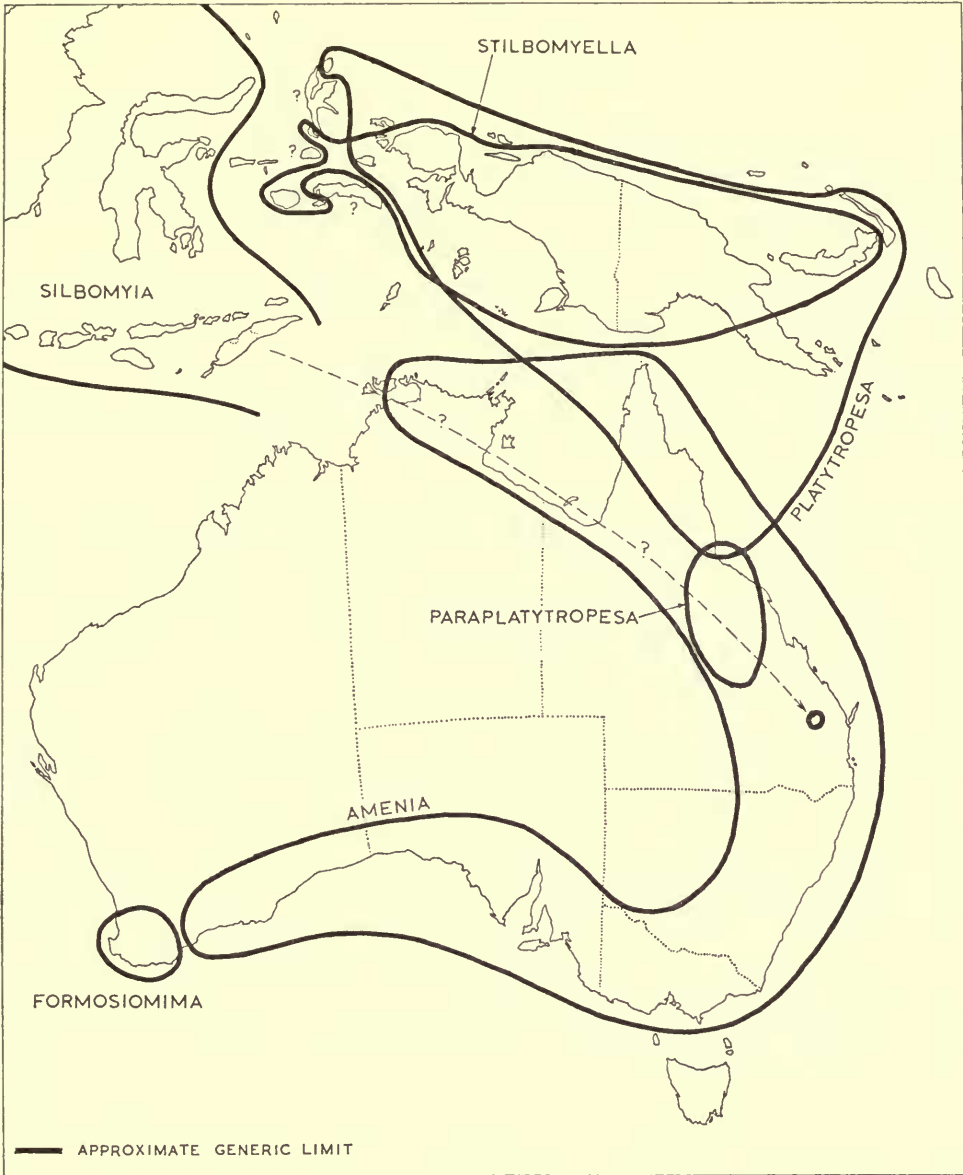 STILBOMYELLA
?
?
?
SILBOMYIA
?
PLATYTROPESA
?
PARAPLATYTROPESA
AMENIA
FORMOSIOMIMA
APPROXIMATE GENERIC LIMIT